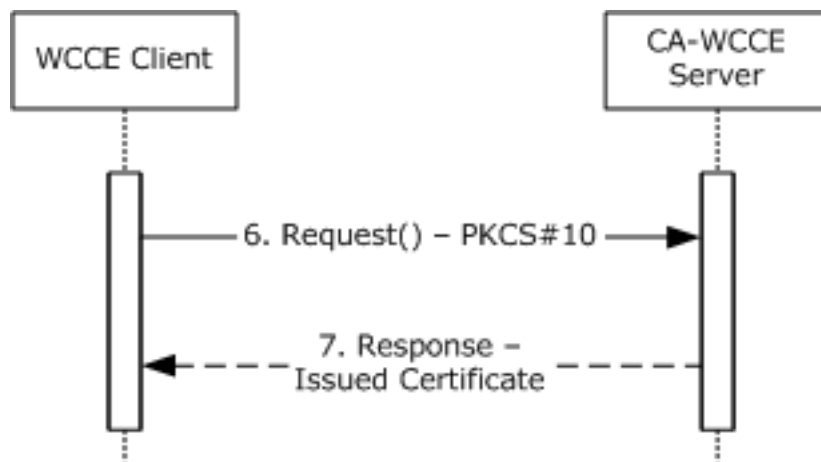 WCCE Client
CA-WCCE
Server
6. Request() – PKCS#10
7. Response –
Issued Certificate